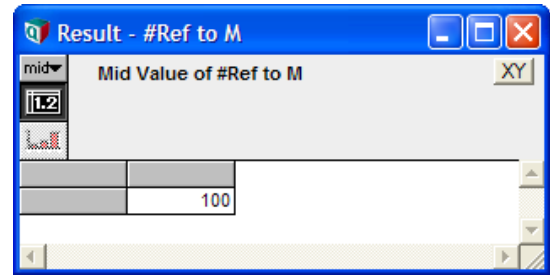 Result - #Ref to M
mid
Mid Value of #Ref to M
XY
1.2
100